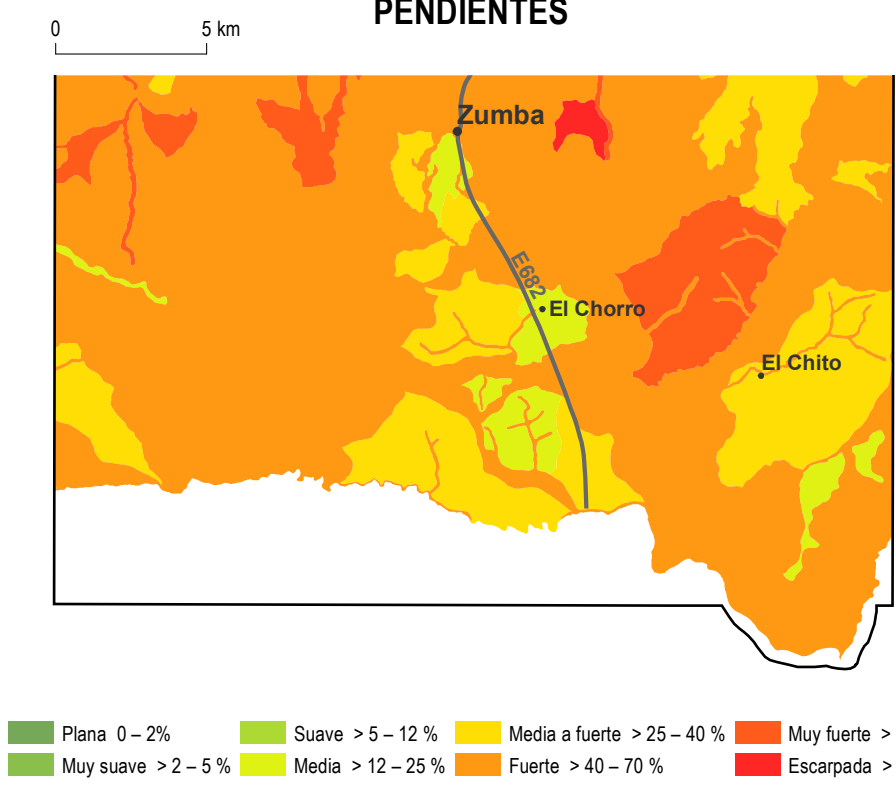 PENDIENTES
0 5 km
Zumba
E682
El Chorro
El Chito
Plana 0 – 2%
Suave > 5 – 12 %
Media a fuerte > 25 – 40 %
Muy fuerte >
Muy suave > 2 – 5 %
Media > 12 – 25 %
Fuerte > 40 – 70 %
Escarpada >